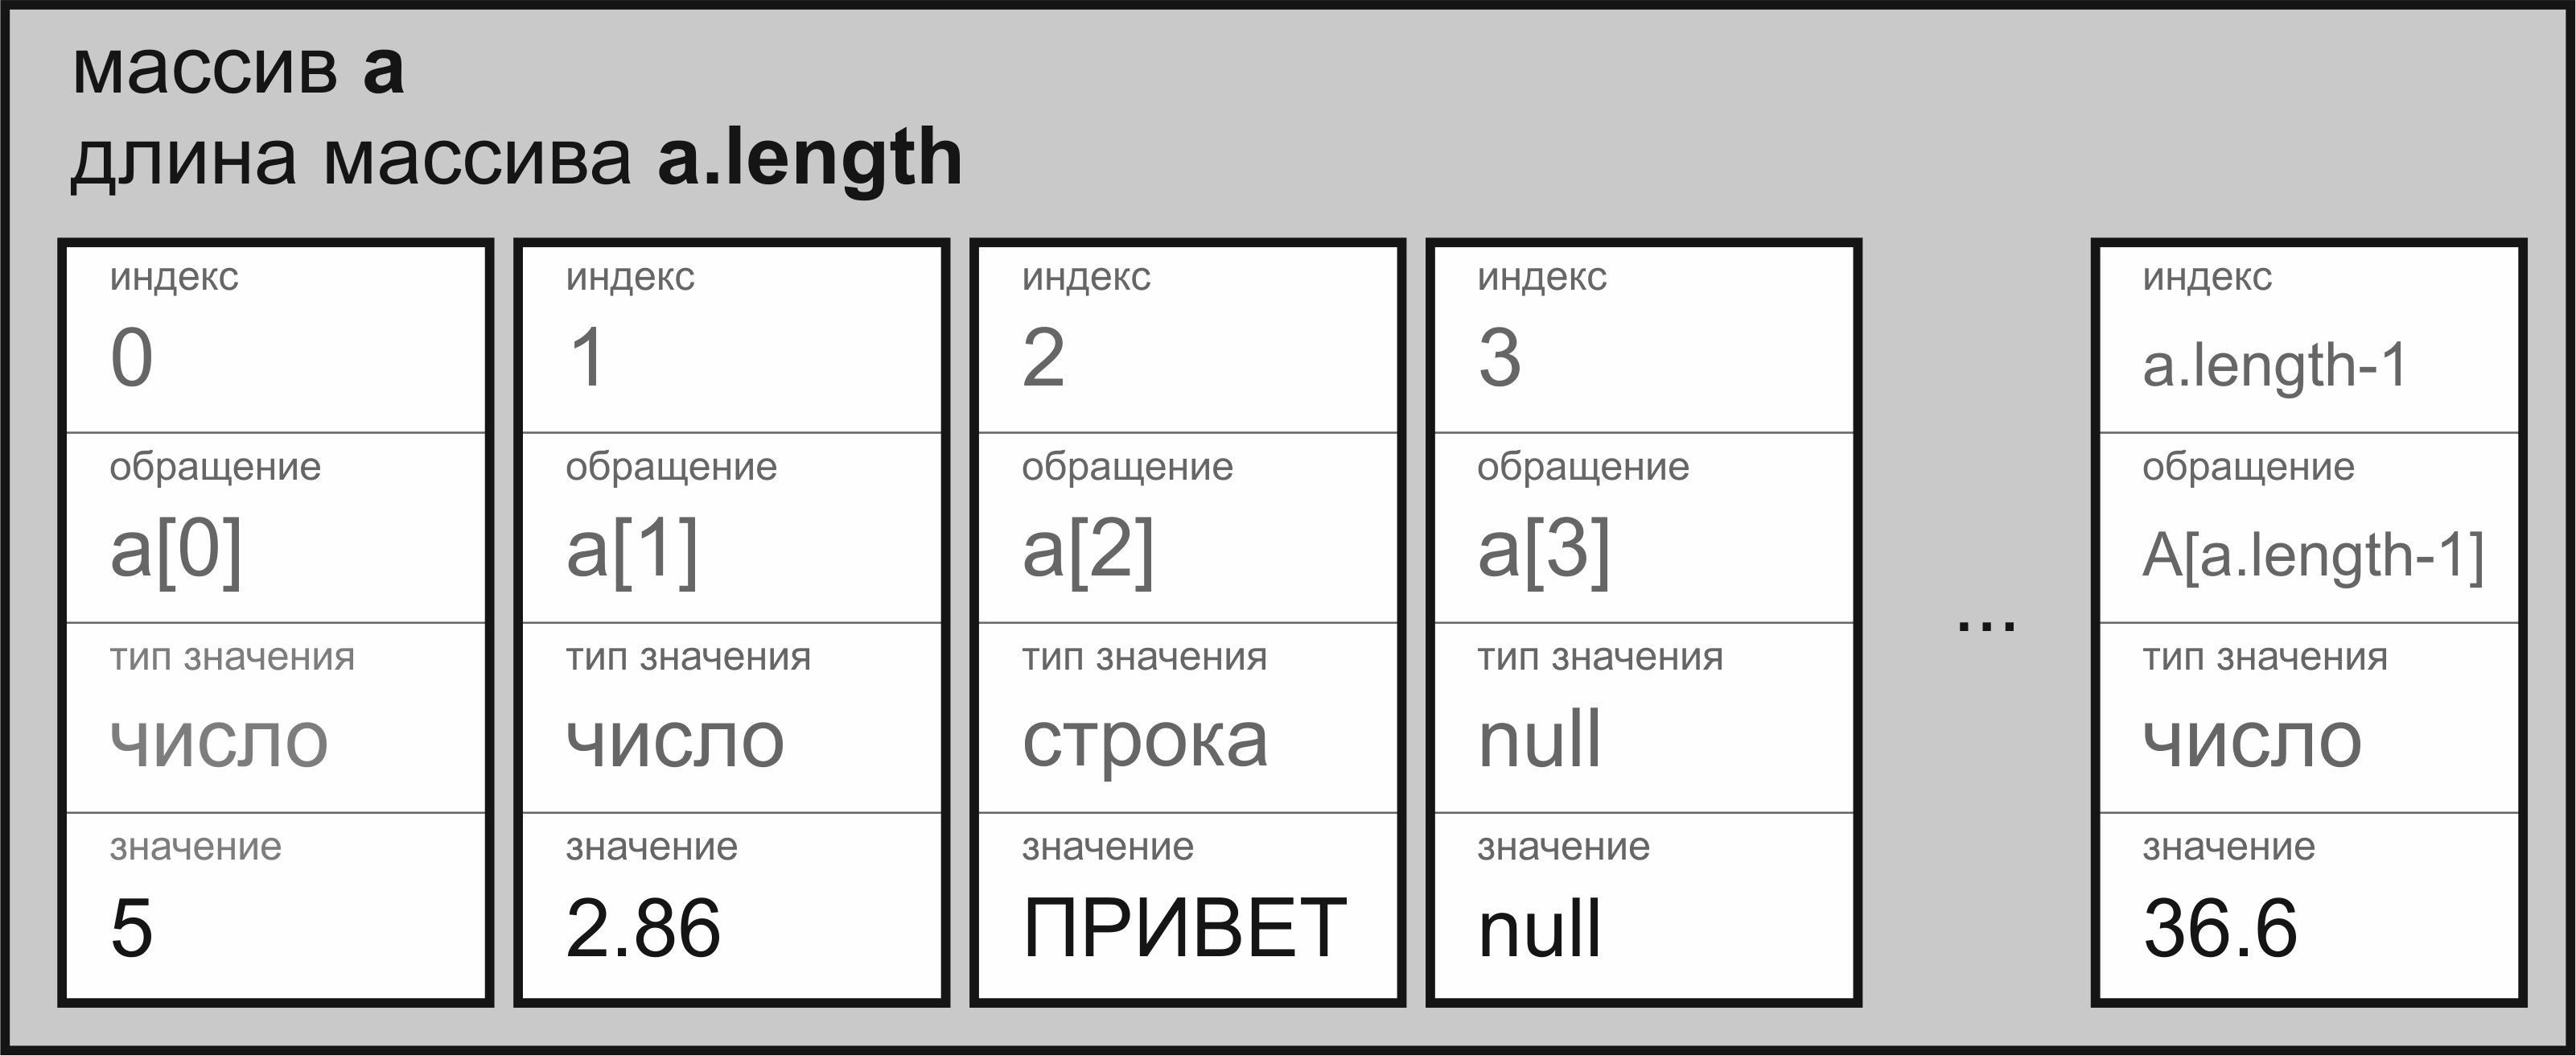 массив a
длина массива a.length
индекс
0
обращение
a[0]
тип значения
число
значение
5
индекс
1
обращение
a[1]
тип значения
число
значение
2.86
индекс
2
обращение
a[2]
тип значения
строка
значение
ПРИВЕТ
индекс
3
обращение
a[3]
тип значения
null
значение
null
...
индекс
a.length-1
обращение
A[a.length-1]
тип значения
число
значение
36.6